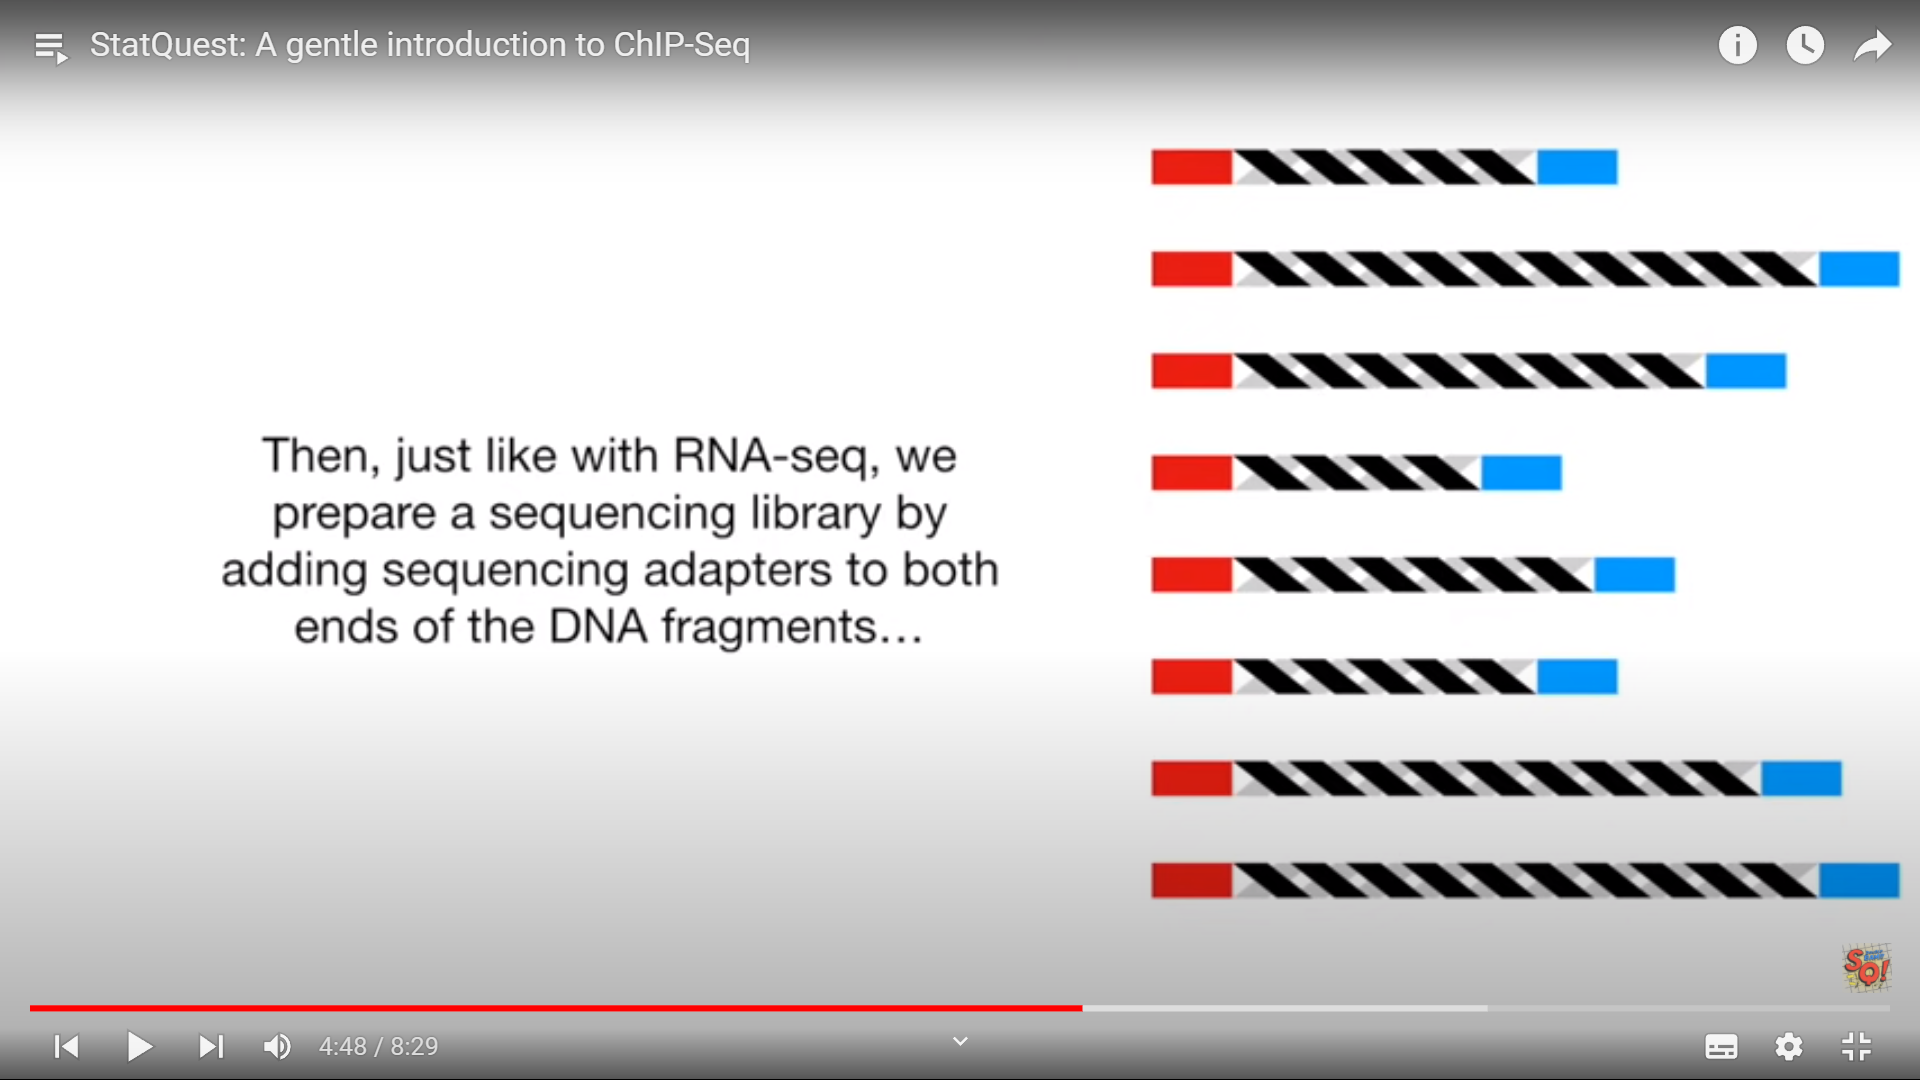 StatQuest: A gentle introduction to ChIP-Seq
Then, just like with RNA-seq, we
prepare a sequencing library by
adding sequencing adapters to both
ends of the DNA fragments...
SQ!
4:48 / 8:29